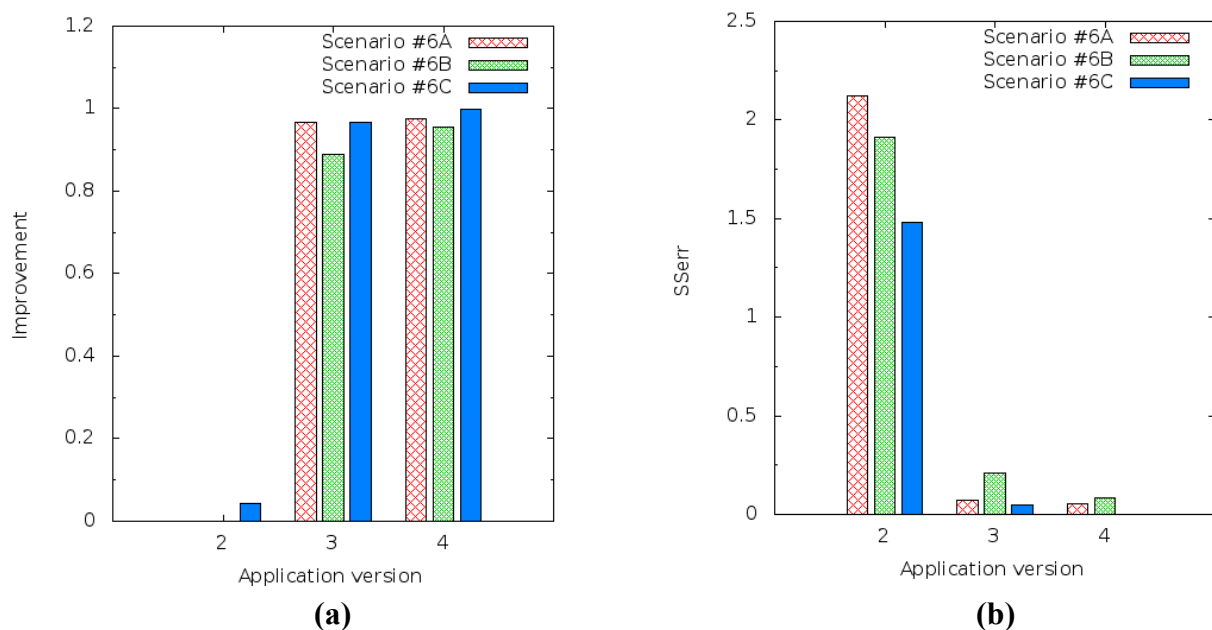 1.2
1
0.8
0.6
0.4
0.2
0
Improvement
Scenario #6A
Scenario #6B
Scenario #6C
2 3 4
Application version
(a)
2.5
2
1.5
1
0.5
0
SSerr
Scenario #6A
Scenario #6B
Scenario #6C
2 3 4
Application version
(b)